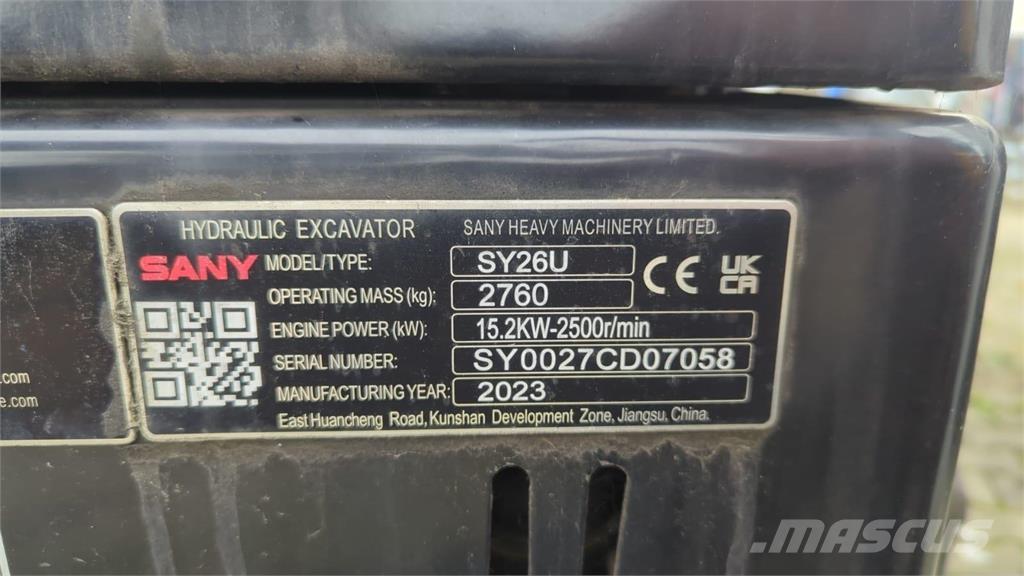 HYDRAULIC EXCAVATOR SANY HEAVY MACHINERY LIMITED.
SANY MODEL/TYPE: SY26U CE UK CA
OPERATING MASS (kg): 2760
ENGINE POWER (kW): 15.2KW-2500r/min
SERIAL NUMBER: SY0027CD07058
MANUFACTURING YEAR: 2023
East Huancheng Road, Kunshan Development Zone, Jiangsu, China.
.com
e.com
MASCUS